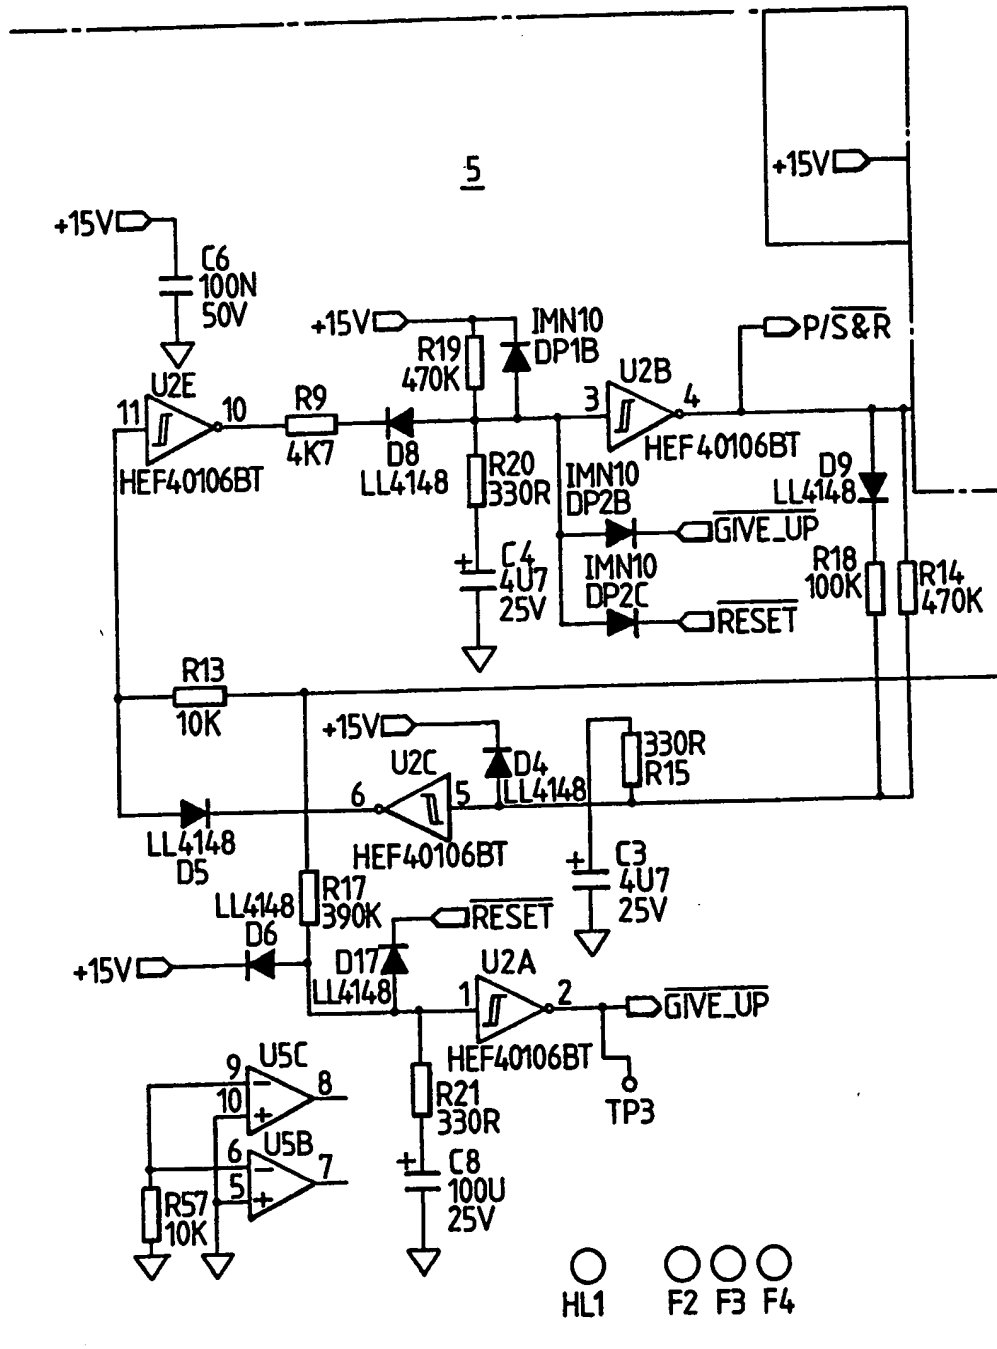 5
+15V
+15V
C6
100N
50V
+15V
R19
470K
IMN10
DP1B
P/S&R
U2E
11
10
HEF40106BT
R9
4K7
D8
LL4148
U2B
3
4
HEF40106BT
R20
330R
IMN10
DP2B
GIVE_UP
D9
LL4148
C4
+
4U7
25V
IMN10
DP2C
RESET
R18
100K
R14
470K
R13
10K
+15V
D4
LL4148
330R
R15
U2C
6
5
HEF40106BT
LL4148
D5
+
C3
4U7
25V
R17
390K
LL4148
D6
+15V
RESET
D17
LL4148
U2A
1
2
HEF40106BT
GIVE_UP
TP3
U5C
9
10
8
−
+
U5B
6
5
7
−
+
R57
10K
R21
330R
+
C8
100U
25V
HL1
F2
F3
F4